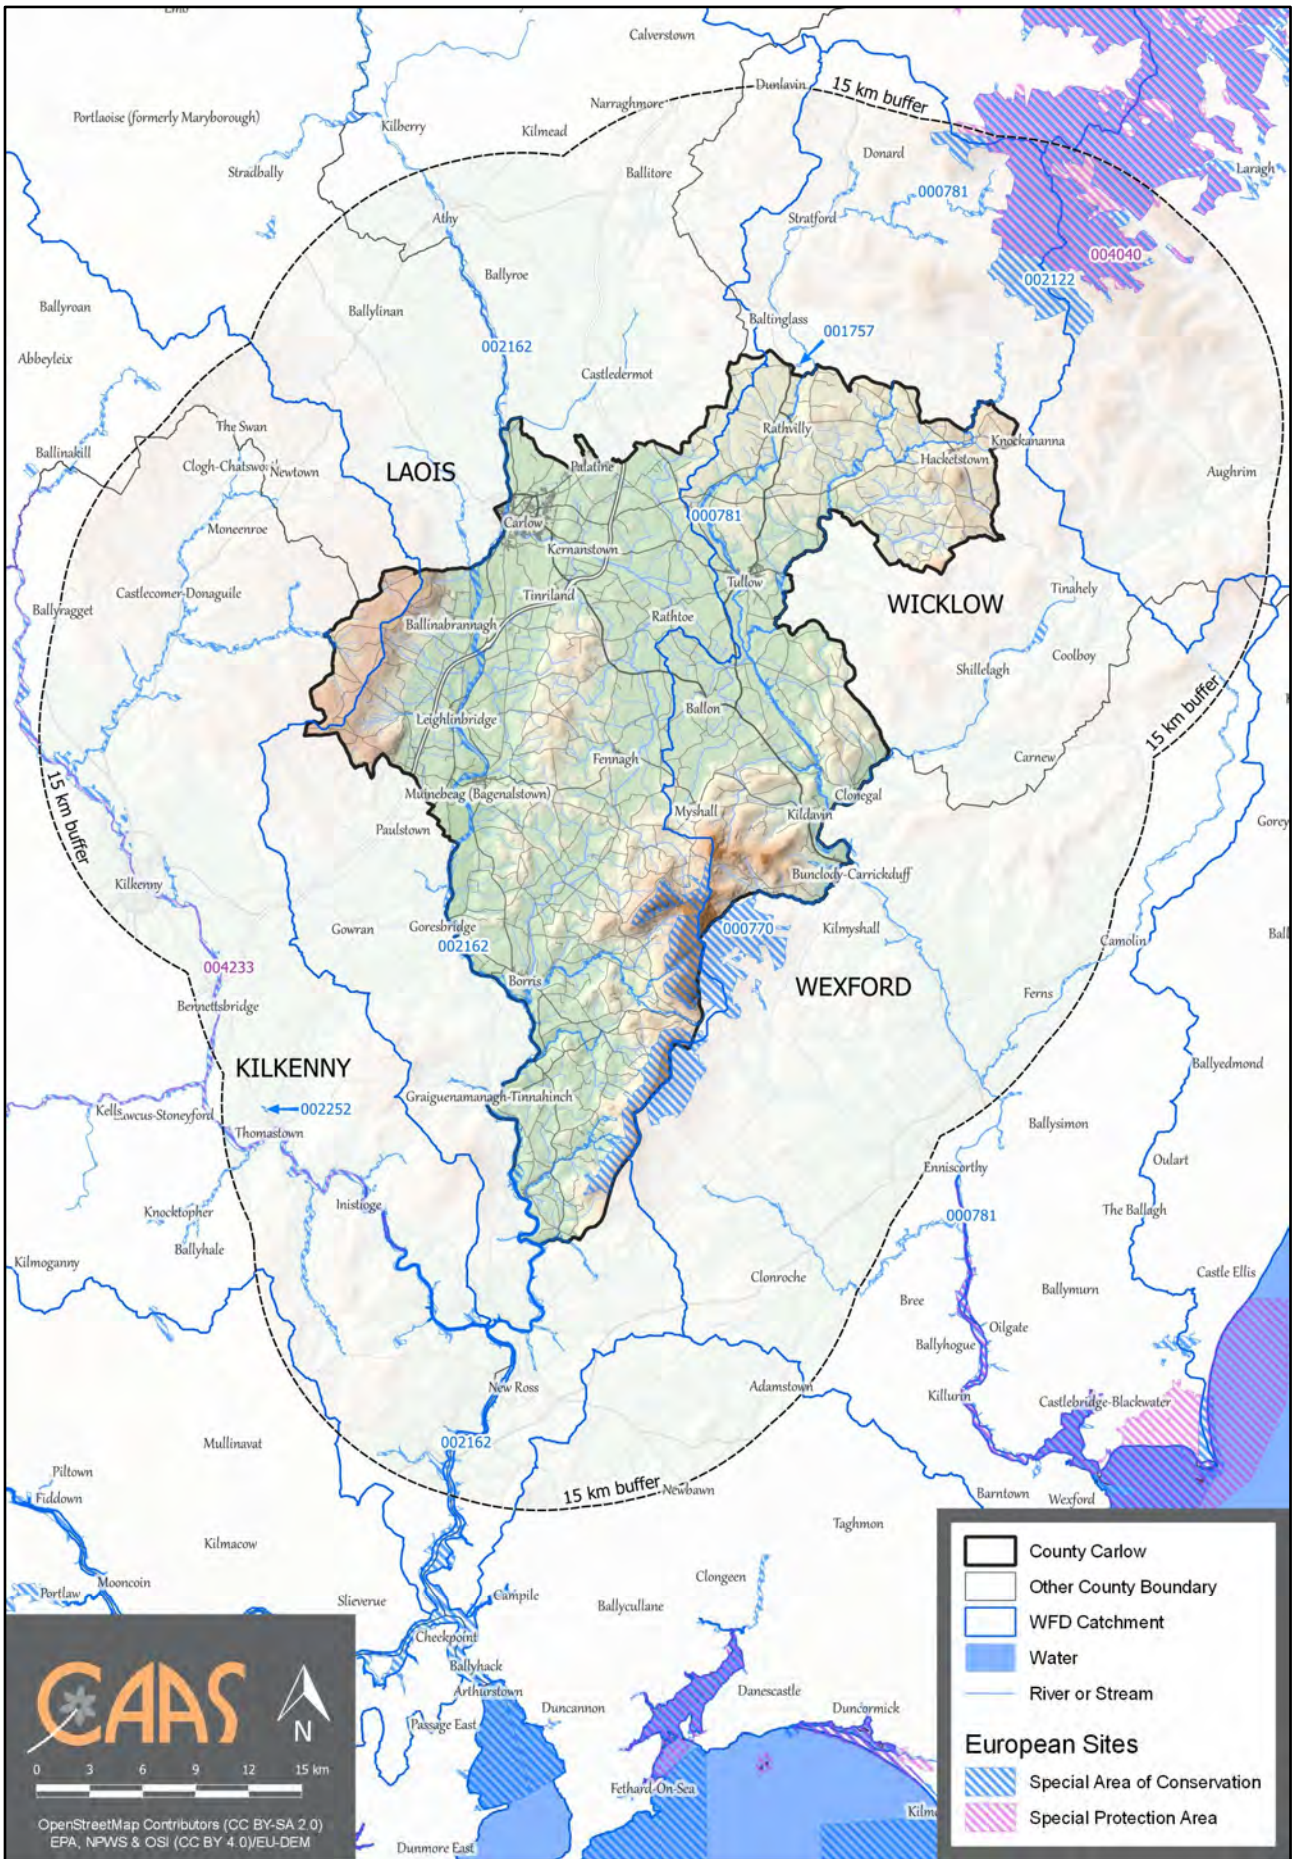 Emb
Calverstown
Dunlavin
15 km buffer
Narraghmore
Portlaoise (formerly Maryborough)
Kilberry
Kilmead
Donard
Stradbally
Ballitore
Laragh
000781
Athy
Stratford
004040
Ballyroe
002122
Ballyroan
Ballylinan
Baltinglass
001757
002162
Abbeyleix
Castledermot
The Swan
Rathvilly
Knockananna
Ballinakill
Clogh-Chatswo
Newtown
LAOIS
Palatine
Hacketstown
Aughrim
Moneenroe
Carlow
000781
Kernanstown
Tullow
Tinahely
Castlecomer-Donaguile
Tinriland
WICKLOW
Ballyragget
Ballinabrannagh
Rathtoe
Coolboy
Shillelagh
Leighlinbridge
Ballon
15 km buffer
Fennagh
Carnew
15 km buffer
Muinebeag (Bagenalstown)
Clonegal
Myshall
Kildavin
Gorey
Paulstown
Bunclody-Carrickduff
Kilkenny
Gowran
Goresbridge
000770
Kilmyshall
Ball
002162
Camolin
004233
Borris
WEXFORD
Ferns
Bennettsbridge
KILKENNY
Ballyedmond
Graiguenamanagh-Tinnahinch
Kells
awcus-Stoneyford
002252
Thomastown
Ballysimon
Oulart
Enniscorthy
Knocktopher
Inistioge
000781
The Ballagh
Ballyhale
Kilmoganny
Clonroche
Castle Ellis
Bree
Ballymurn
Oilgate
Ballyhogue
New Ross
Adamstown
Killurin
Castlebridge-Blackwater
Mullinavat
002162
Piltown
Fiddown
15 km buffer
Newbawn
Barntown
Wexford
Taghmon
Kilmacow
Mooncoin
Portlaw
Slieverue
Campile
Clongeen
Ballycullane
Cheekpoint
Ballyhack
Arthurstown
Duncannon
Danescastle
Duncormick
Passage East
Fethard-On-Sea
Kilm
Dunmore East
County Carlow
Other County Boundary
WFD Catchment
Water
River or Stream
European Sites
Special Area of Conservation
Special Protection Area
CAAS
N
0 3 6 9 12 15 km
OpenStreetMap Contributors (CC BY-SA 2.0)
EPA, NPWS & OSI (CC BY 4.0)/EU-DEM